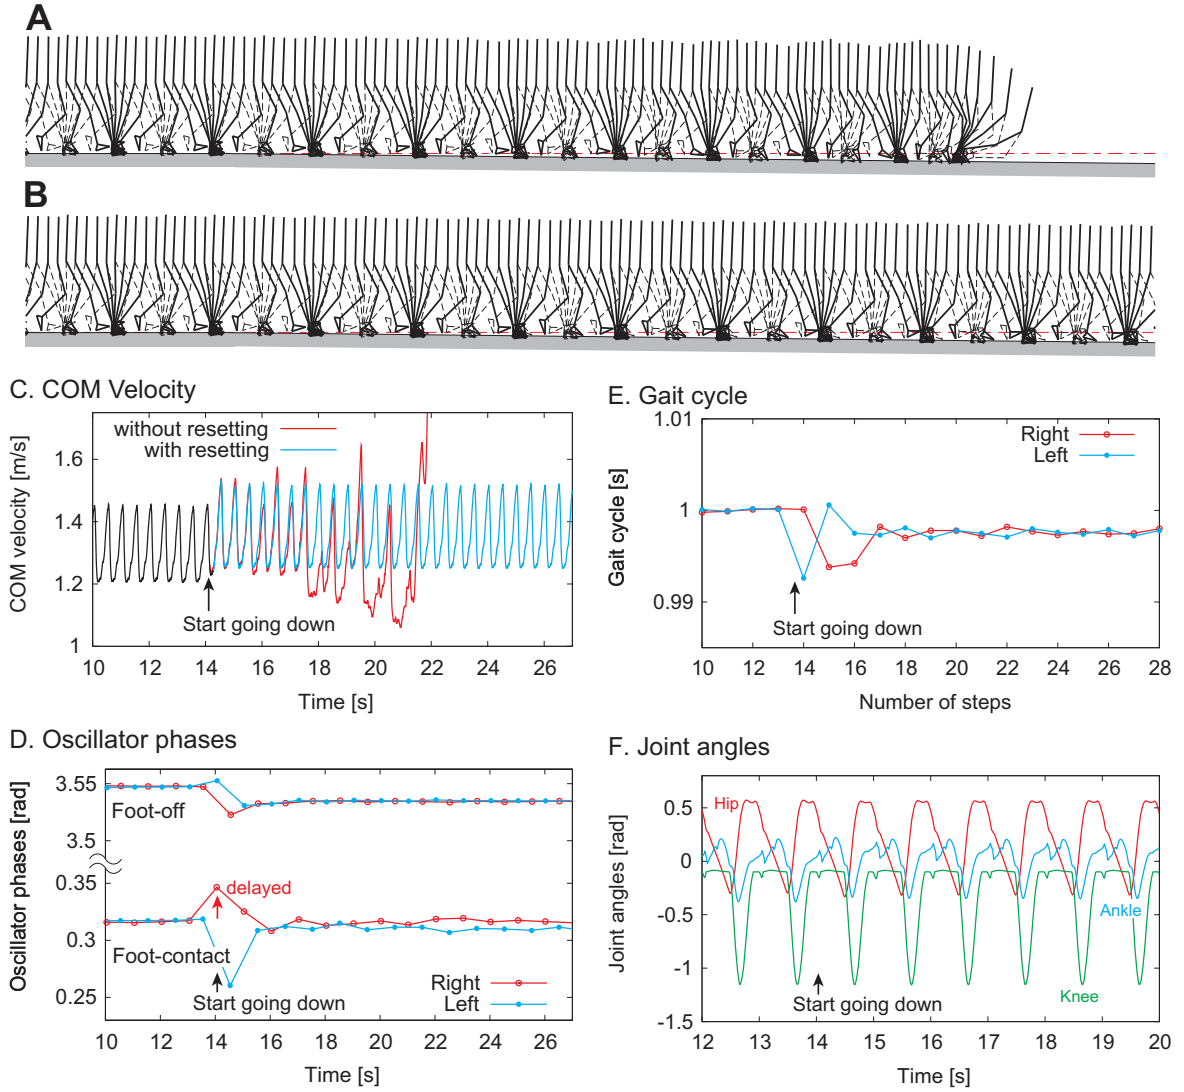 A
B
C. COM Velocity
COM velocity [m/s]
without resetting
with resetting
1.6
1.4
1.2
1
Start going down
10 12 14 16 18 20 22 24 26
Time [s]
D. Oscillator phases
Oscillator phases [rad]
3.55
Foot-off
3.5
0.35
delayed
0.3
Foot-contact
0.25
Start going down
Right
Left
10 12 14 16 18 20 22 24 26
Time [s]
E. Gait cycle
Gait cycle [s]
1.01
Right
Left
1
0.99
Start going down
10 12 14 16 18 20 22 24 26 28
Number of steps
F. Joint angles
Joint angles [rad]
0.5
Hip
0
-0.5
Ankle
-1
Knee
Start going down
-1.5
12 13 14 15 16 17 18 19 20
Time [s]